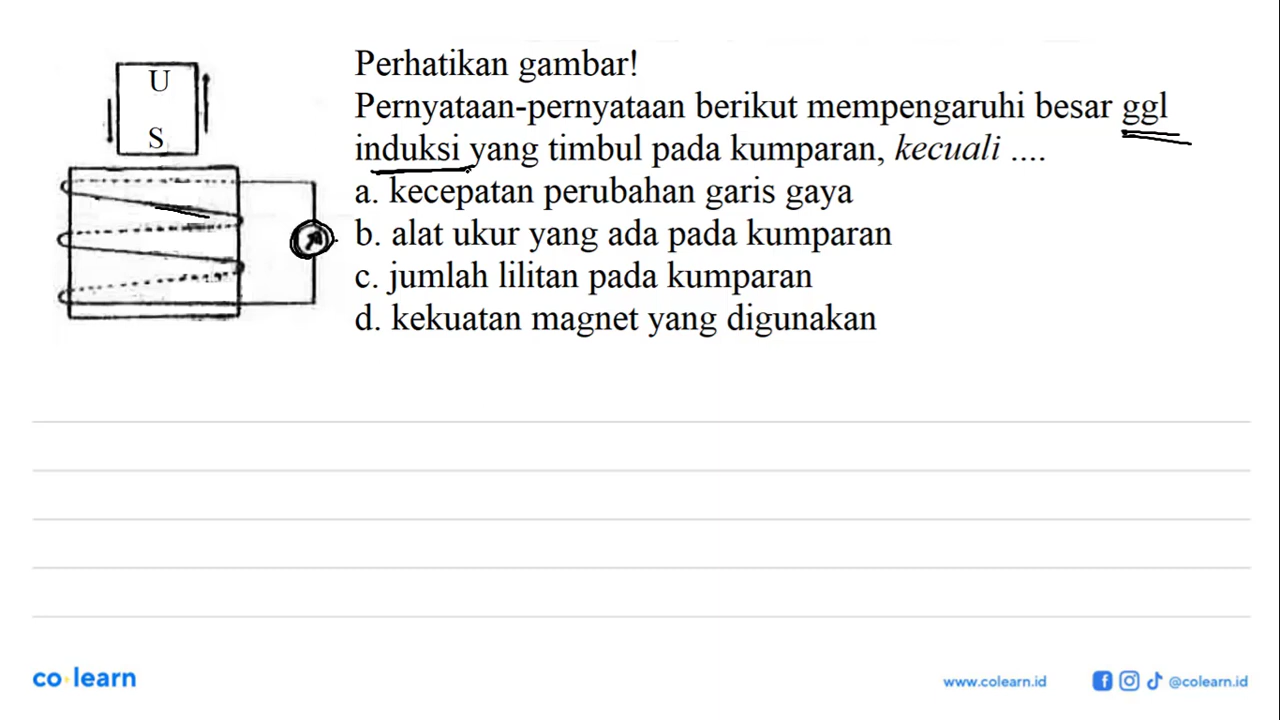 U
S
Perhatikan gambar!
Pernyataan-pernyataan berikut mempengaruhi besar ggl
induksi yang timbul pada kumparan, kecuali ....
a. kecepatan perubahan garis gaya
b. alat ukur yang ada pada kumparan
c. jumlah lilitan pada kumparan
d. kekuatan magnet yang digunakan
co learn
www.colearn.id
@colearn.id